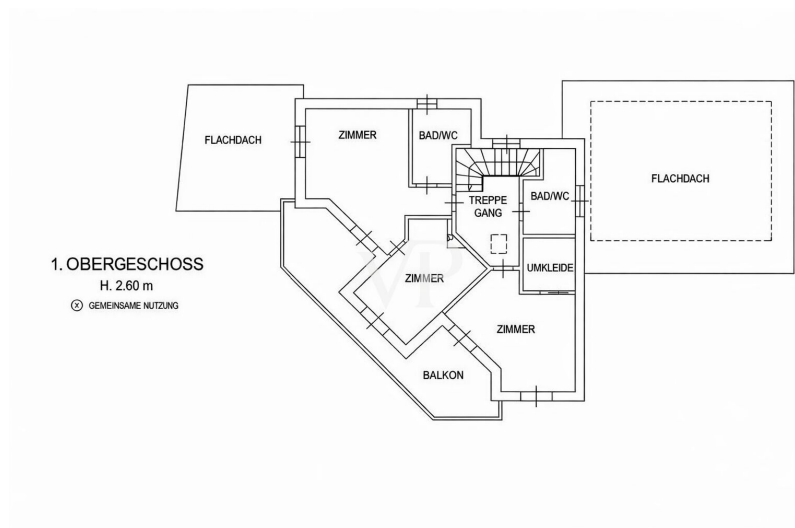 FLACHDACH
ZIMMER
BAD/WC
FLACHDACH
TREPPE
GANG
BAD/WC
1. OBERGESCHOSS
H. 2.60 m
X GEMEINSAME NUTZUNG
VP
ZIMMER
UMKLEIDE
ZIMMER
BALKON